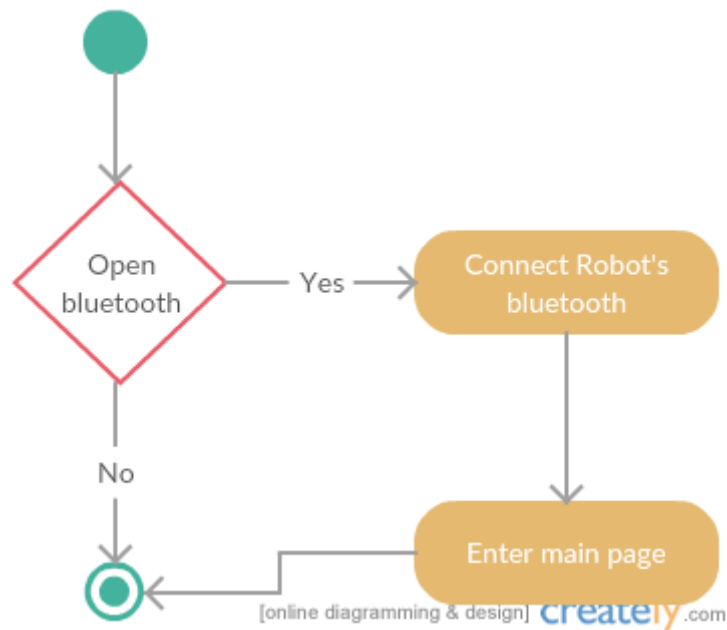 Open
bluetooth
Yes
Connect Robot's
bluetooth
No
Enter main page
[online diagramming & design] creately.com